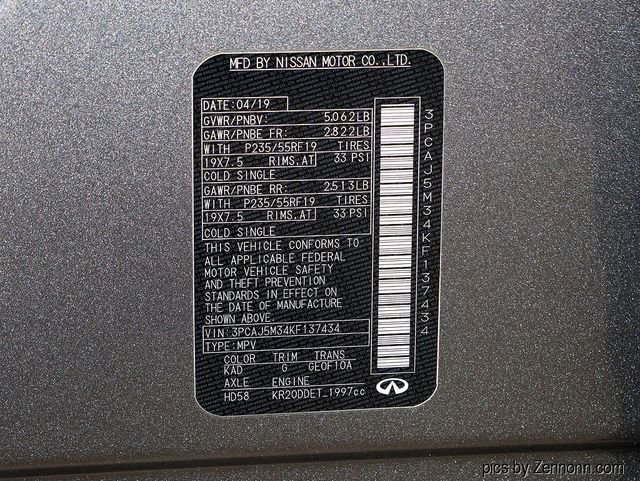 MFD BY NISSAN MOTOR CO.,LTD.
DATE:04/19
GVWR/PNBV: 5,062LB
GAWR/PNBE FR: 2,822LB
WITH P235/55RF19 TIRES
19X7.5 RIMS,AT 33 PSI
COLD SINGLE
GAWR/PNBE RR: 2,513LB
WITH P235/55RF19 TIRES
19X7.5 RIMS,AT 33 PSI
COLD SINGLE
THIS VEHICLE CONFORMS TO
ALL APPLICABLE FEDERAL
MOTOR VEHICLE SAFETY
AND THEFT PREVENTION
STANDARDS IN EFFECT ON
THE DATE OF MANUFACTURE
SHOWN ABOVE.
VIN:3PCAJ5M34KF137434
TYPE:MPV
COLOR TRIM TRANS
KAD G GE0F10A
AXLE ENGINE
HD58 KR20DDET_1997cc
3PCAJ5M34KF137434
pics by Zennonn.com